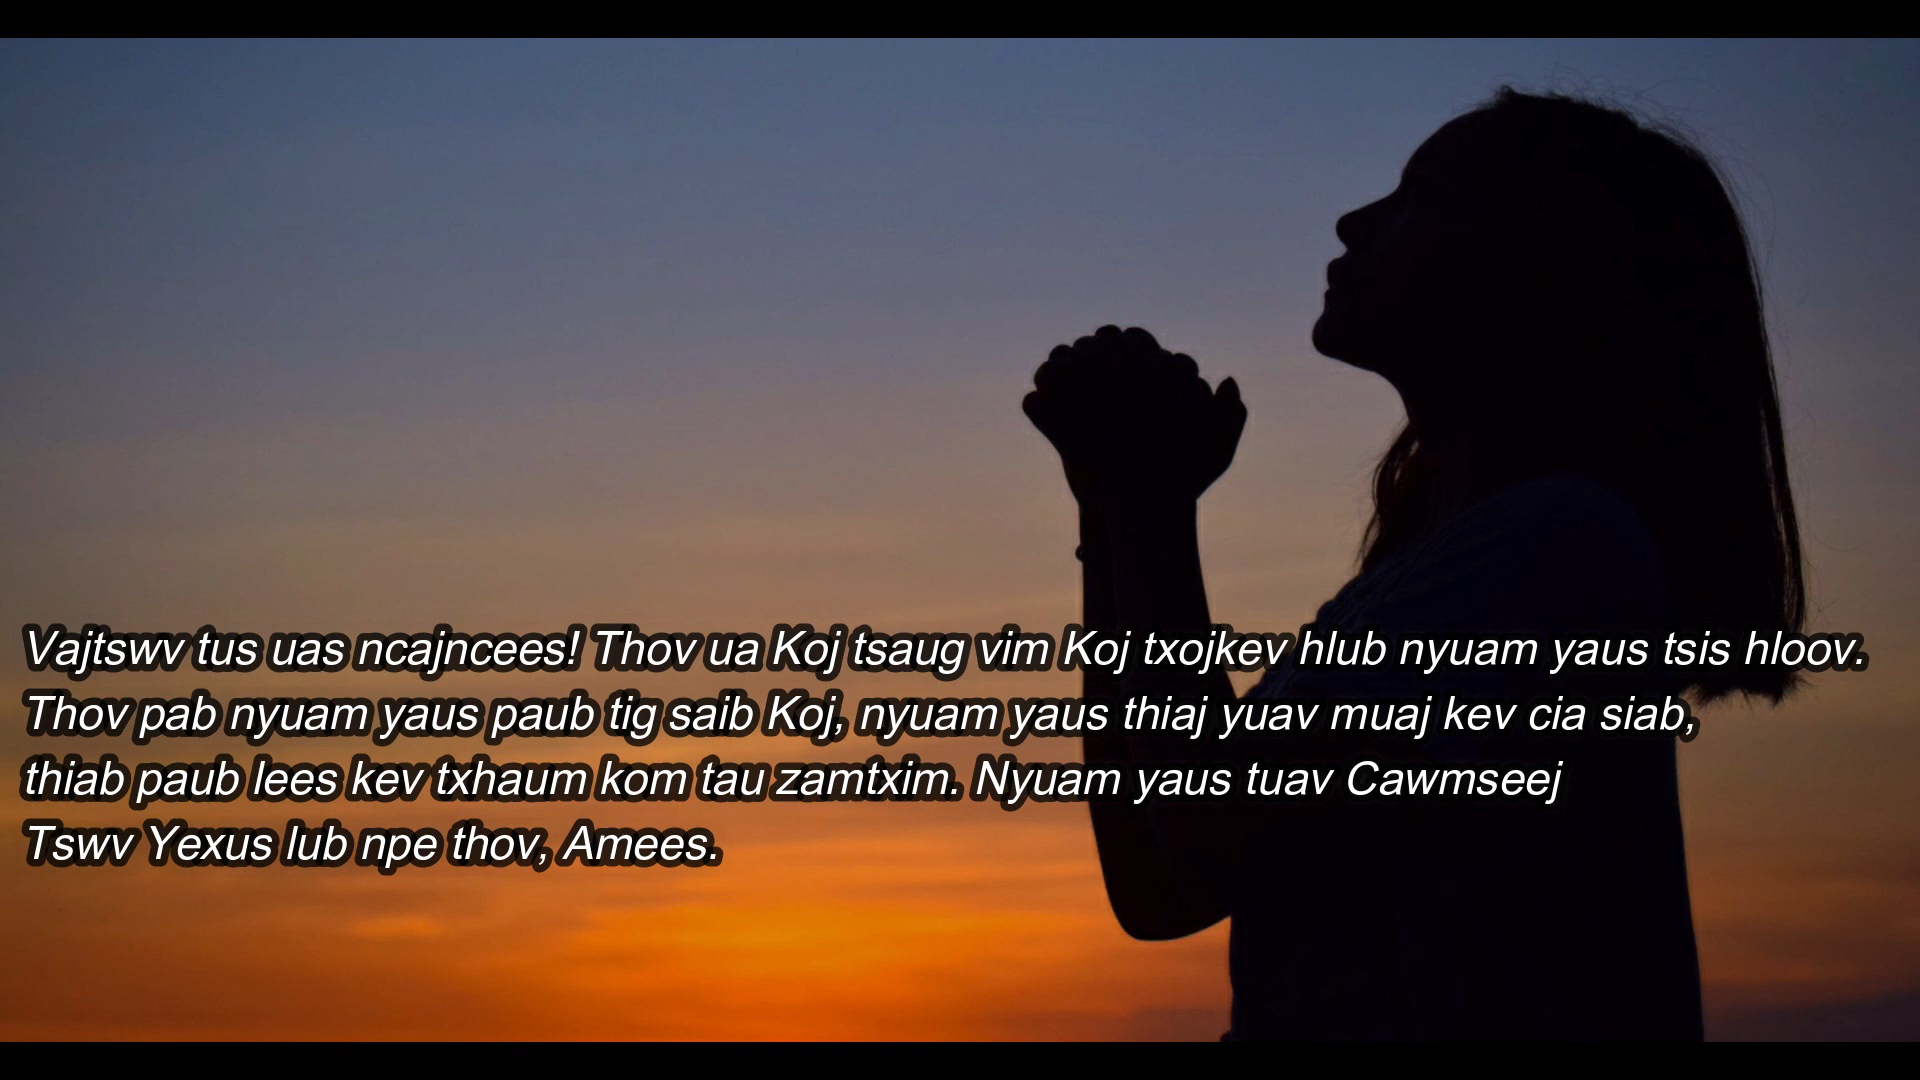 Vajtswv tus uas ncajncees! Thov ua Koj tsaug vim Koj txojkev hlub nyuam yaus tsis hloov.
Thov pab nyuam yaus paub tig saib Koj, nyuam yaus thiaj yuav muaj kev cia siab,
thiab paub lees kev txhaum kom tau zamtxim. Nyuam yaus tuav Cawmseej
Tswv Yexus lub npe thov, Amees.